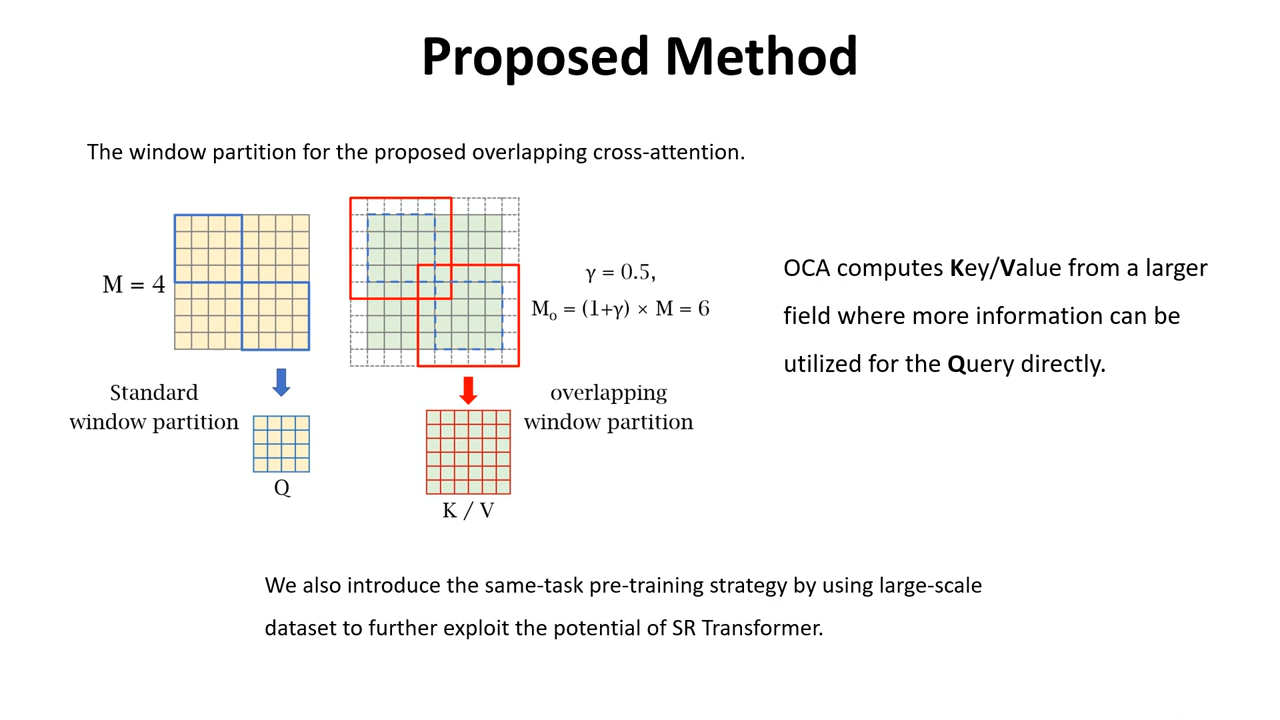 Proposed Method
The window partition for the proposed overlapping cross-attention.
M = 4
γ = 0.5,
Mo = (1+γ) × M = 6
Standard
window partition
overlapping
window partition
Q
K / V
OCA computes Key/Value from a larger
field where more information can be
utilized for the Query directly.
We also introduce the same-task pre-training strategy by using large-scale
dataset to further exploit the potential of SR Transformer.